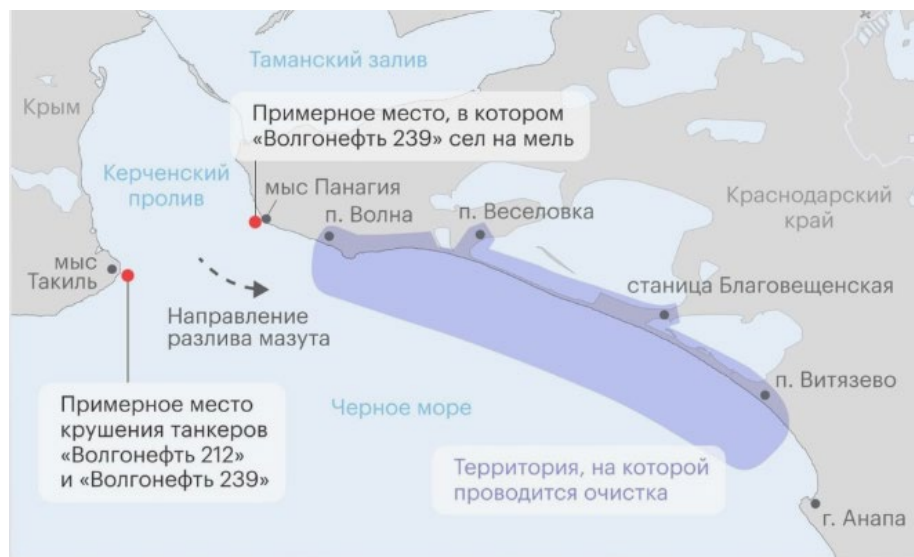 Таманский залив
Крым
Примерное место, в котором
«Волгонефть 239» сел на мель
Керченский
пролив
мыс Панагия
п. Волна
п. Веселовка
Краснодарский
край
мыс
Такиль
станица Благовещенская
Направление
разлива мазута
п. Витязево
Примерное место
крушения танкеров
«Волгонефть 212»
и «Волгонефть 239»
Черное море
Территория, на которой
проводится очистка
г. Анапа